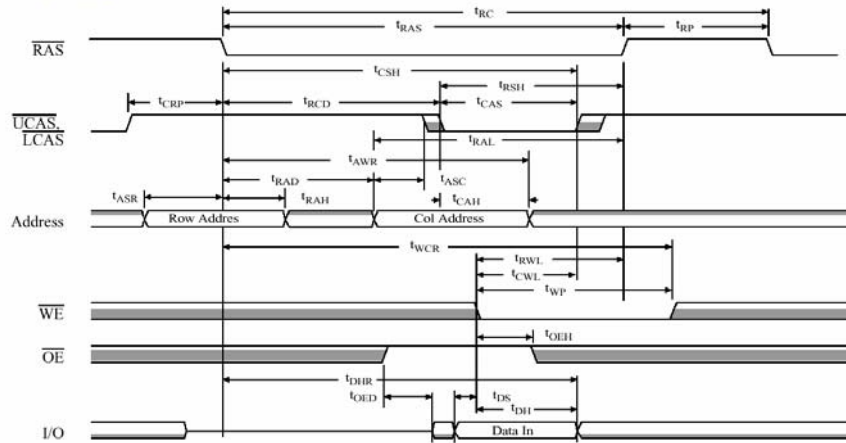 tRC
tRAS
tRP
RAS
tCSH
tRSH
tCRP
tRCD
tCAS
UCAS,
LCAS
tRAL
tAWR
tRAD
tASC
tASR
tRAH
tCAH
Address
Row Addres
Col Address
tWCR
tRWL
tCWL
tWP
WE
tOEH
OE
tDHR
tOED
tDS
tDH
I/O
Data In